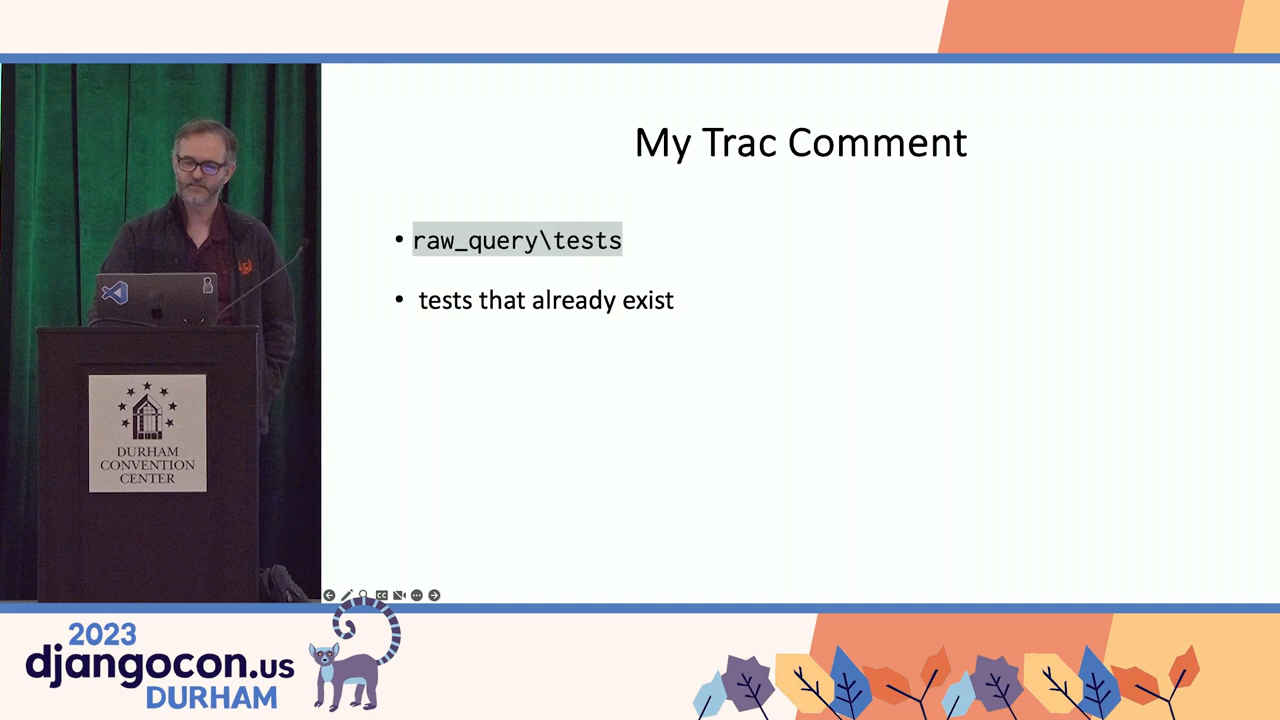 My Trac Comment
• raw_query\tests
• tests that already exist
DURHAM
CONVENTION
CENTER
2023
djangocon.us
DURHAM